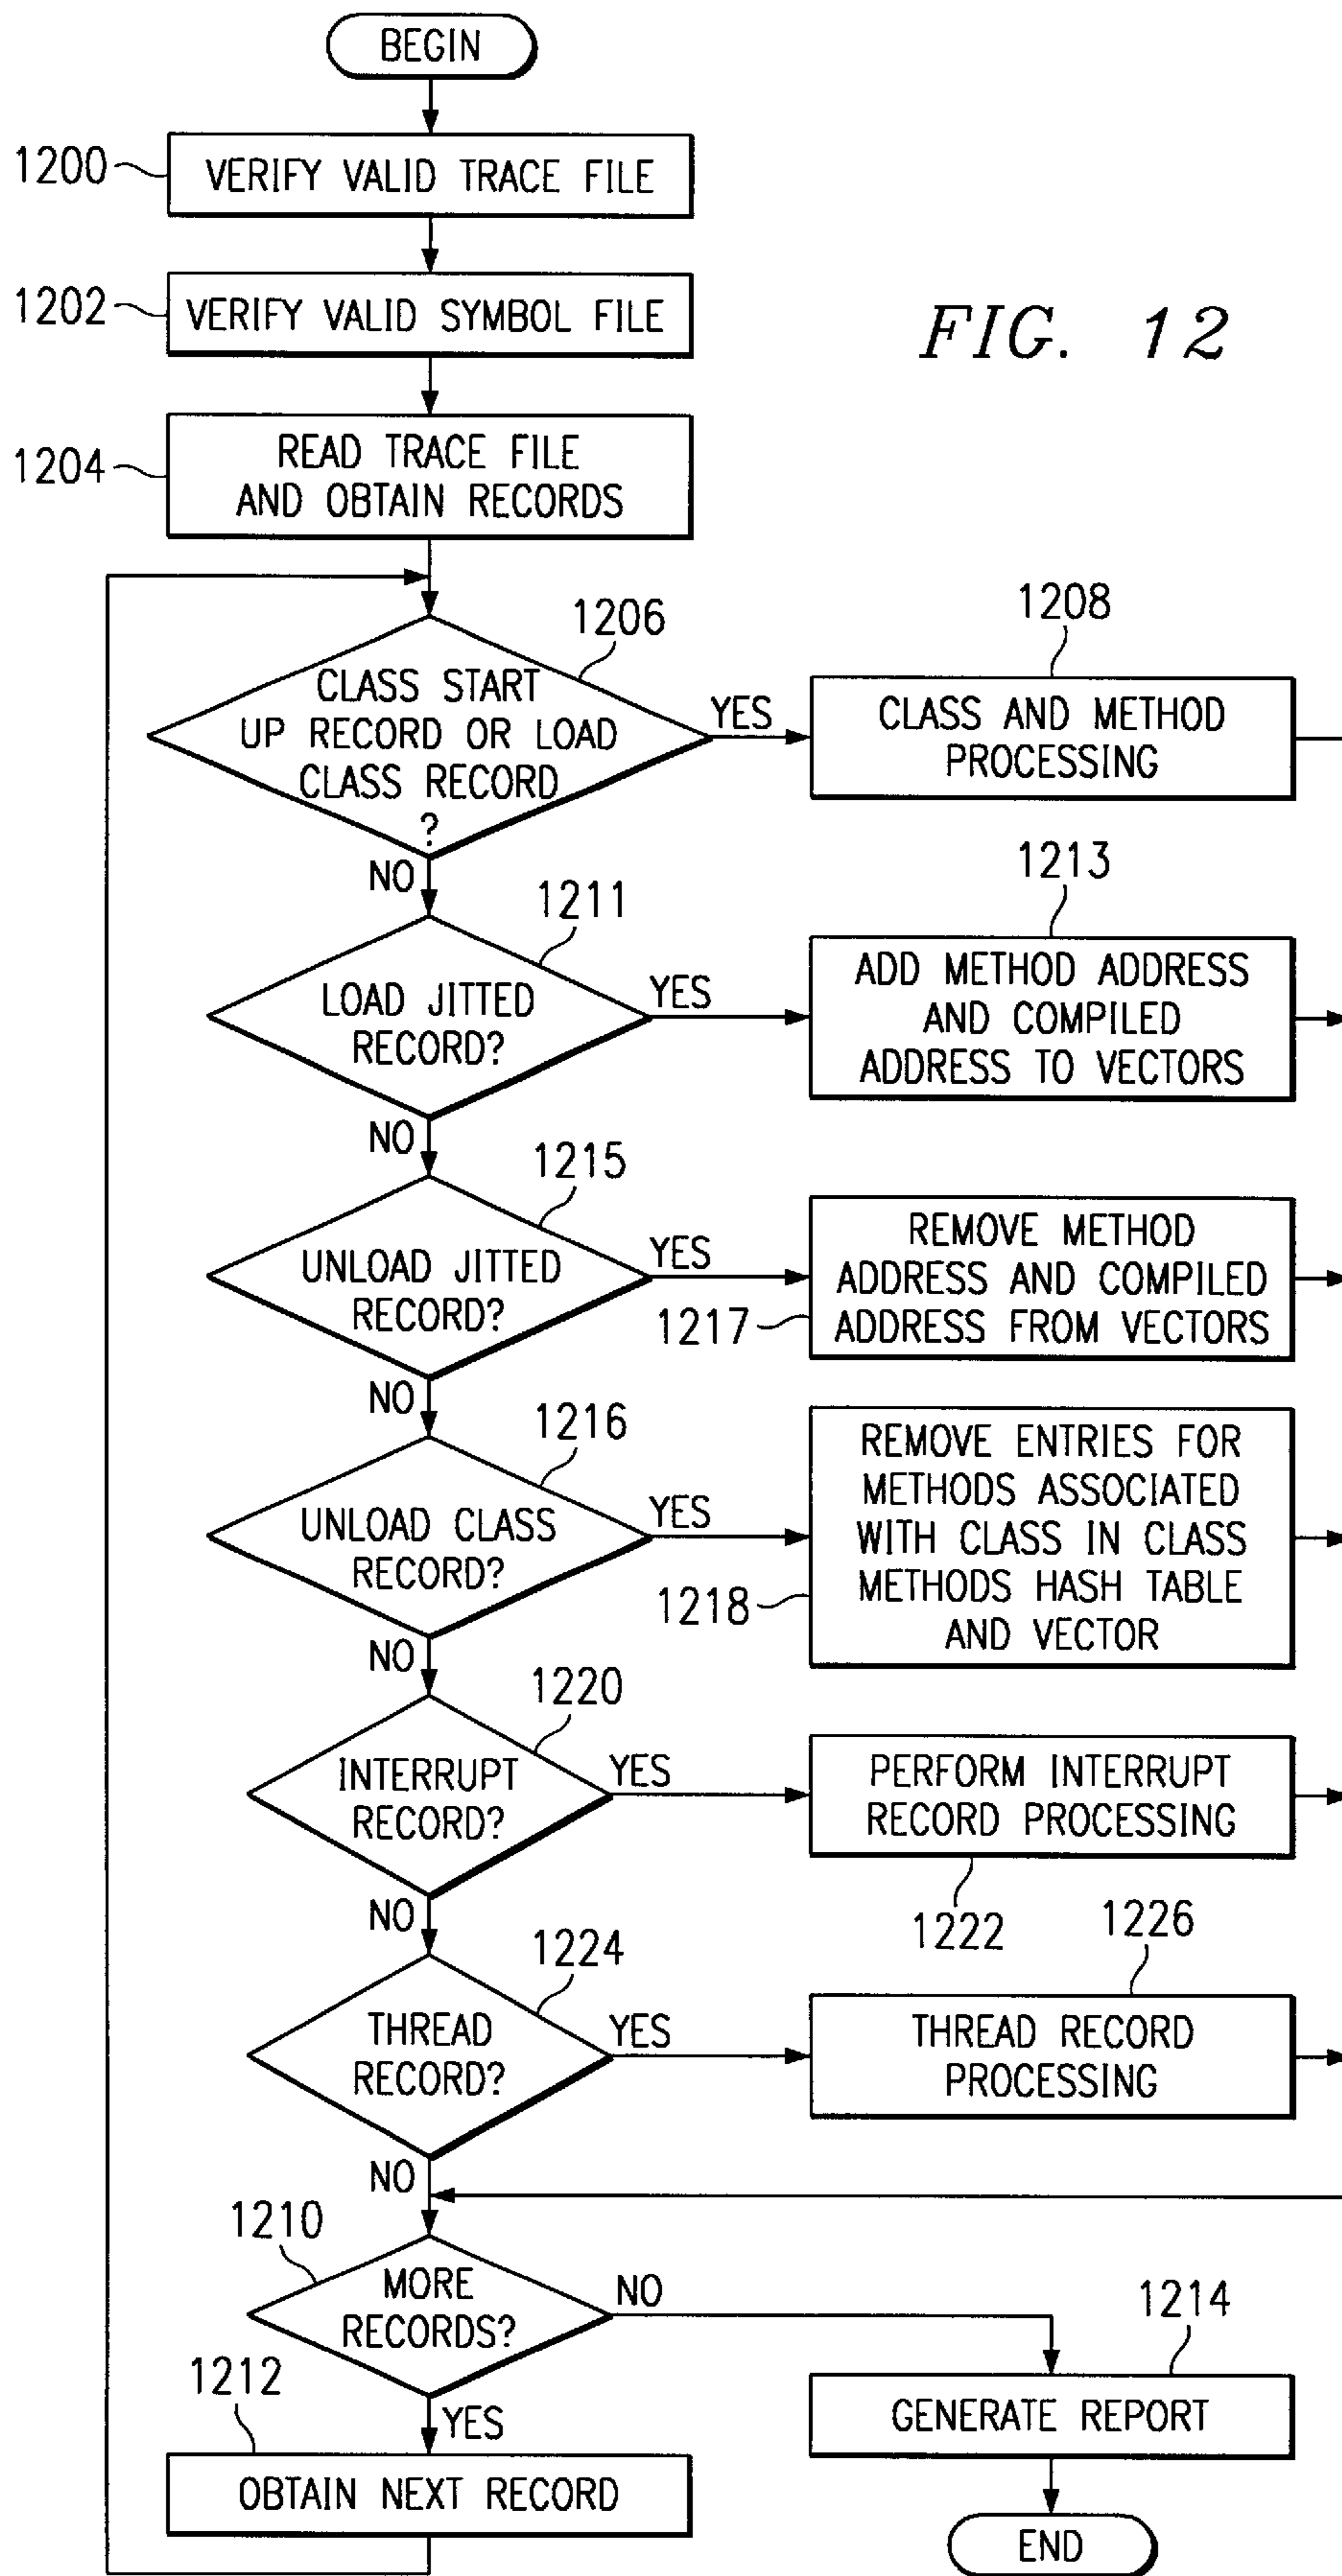 BEGIN
1200
VERIFY VALID TRACE FILE
1202
VERIFY VALID SYMBOL FILE
FIG. 12
1204
READ TRACE FILE
AND OBTAIN RECORDS
1206
CLASS START
UP RECORD OR LOAD
CLASS RECORD
?
YES
1208
CLASS AND METHOD
PROCESSING
NO
1211
LOAD JITTED
RECORD?
YES
1213
ADD METHOD ADDRESS
AND COMPILED
ADDRESS TO VECTORS
NO
1215
UNLOAD JITTED
RECORD?
YES
1217
REMOVE METHOD
ADDRESS AND COMPILED
ADDRESS FROM VECTORS
NO
1216
UNLOAD CLASS
RECORD?
YES
1218
REMOVE ENTRIES FOR
METHODS ASSOCIATED
WITH CLASS IN CLASS
METHODS HASH TABLE
AND VECTOR
NO
1220
INTERRUPT
RECORD?
YES
PERFORM INTERRUPT
RECORD PROCESSING
1222
NO
1224
THREAD
RECORD?
YES
1226
THREAD RECORD
PROCESSING
NO
1210
MORE
RECORDS?
NO
1214
GENERATE REPORT
YES
1212
OBTAIN NEXT RECORD
END